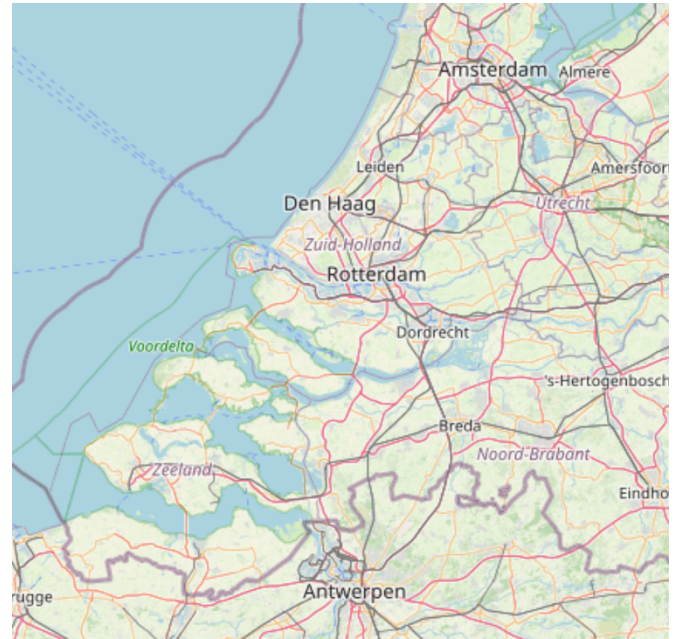 Amsterdam
Almere
Leiden
Amersfoort
Den Haag
Utrecht
Zuid-Holland
Rotterdam
Dordrecht
Voordelta
's-Hertogenbosch
Breda
Noord-Brabant
Zeeland
Eindho
Antwerpen
rugge